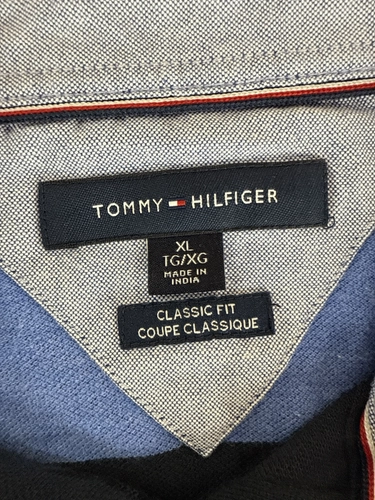 TOMMY HILFIGER
XL
TG/XG
MADE IN
INDIA
CLASSIC FIT
COUPE CLASSIQUE